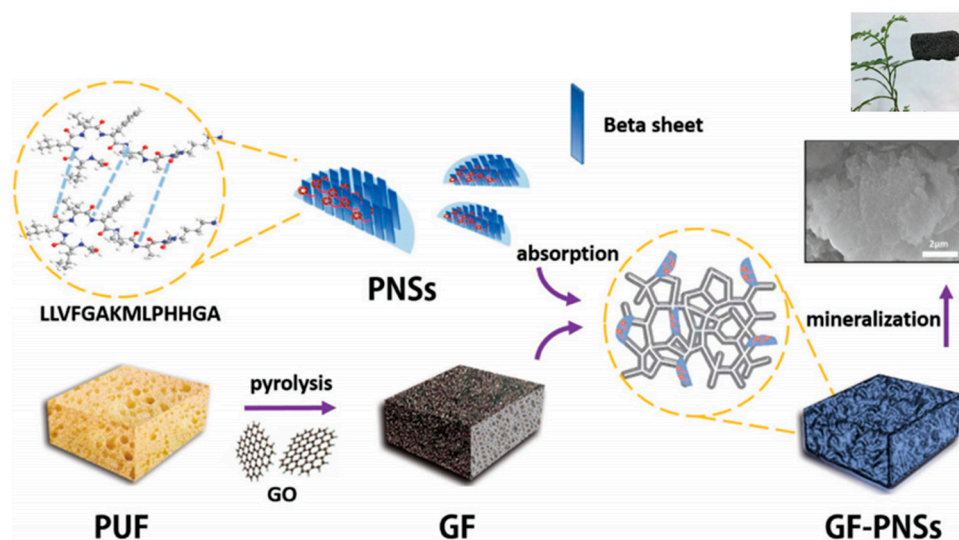 Beta sheet
PNSs
absorption
LLVFGAKMLPHHGA
2μm
mineralization
pyrolysis
GO
PUF
GF
GF-PNSs